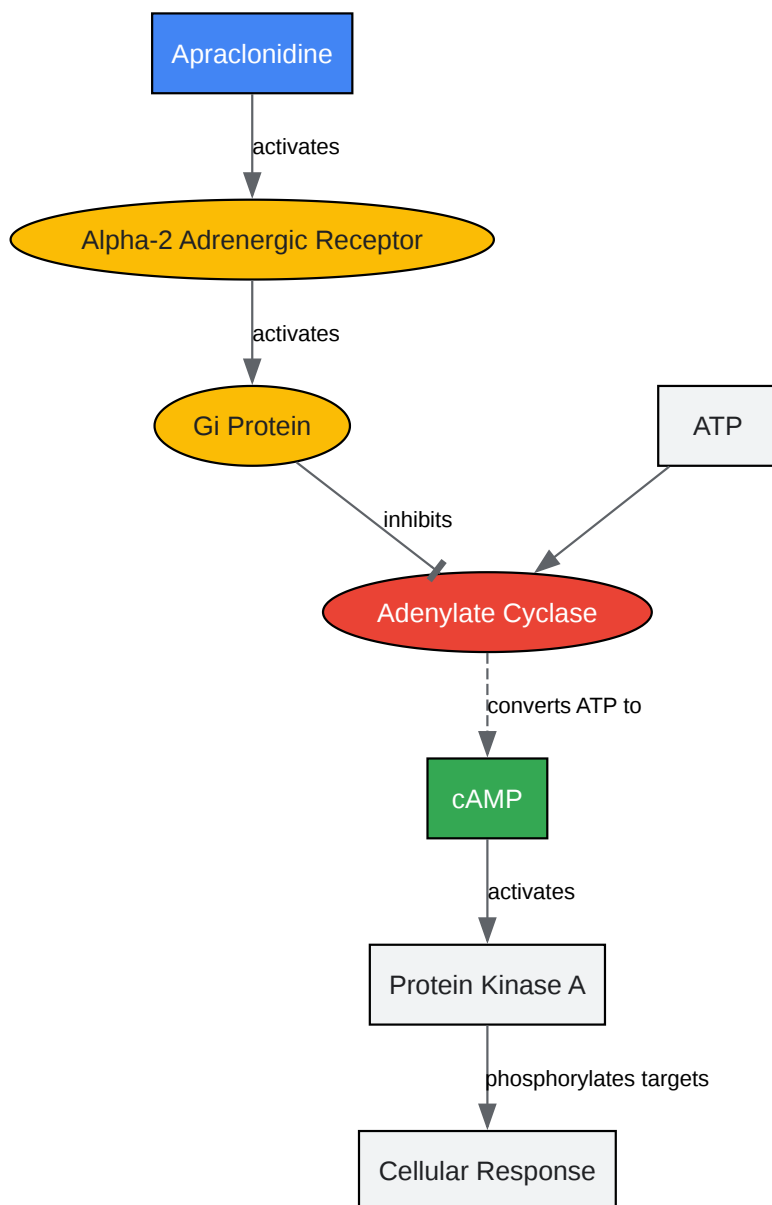 Apraclonidine
activates
Alpha-2 Adrenergic Receptor
activates
Gi Protein
ATP
inhibits
Adenylate Cyclase
converts ATP to
cAMP
activates
Protein Kinase A
phosphorylates targets
Cellular Response